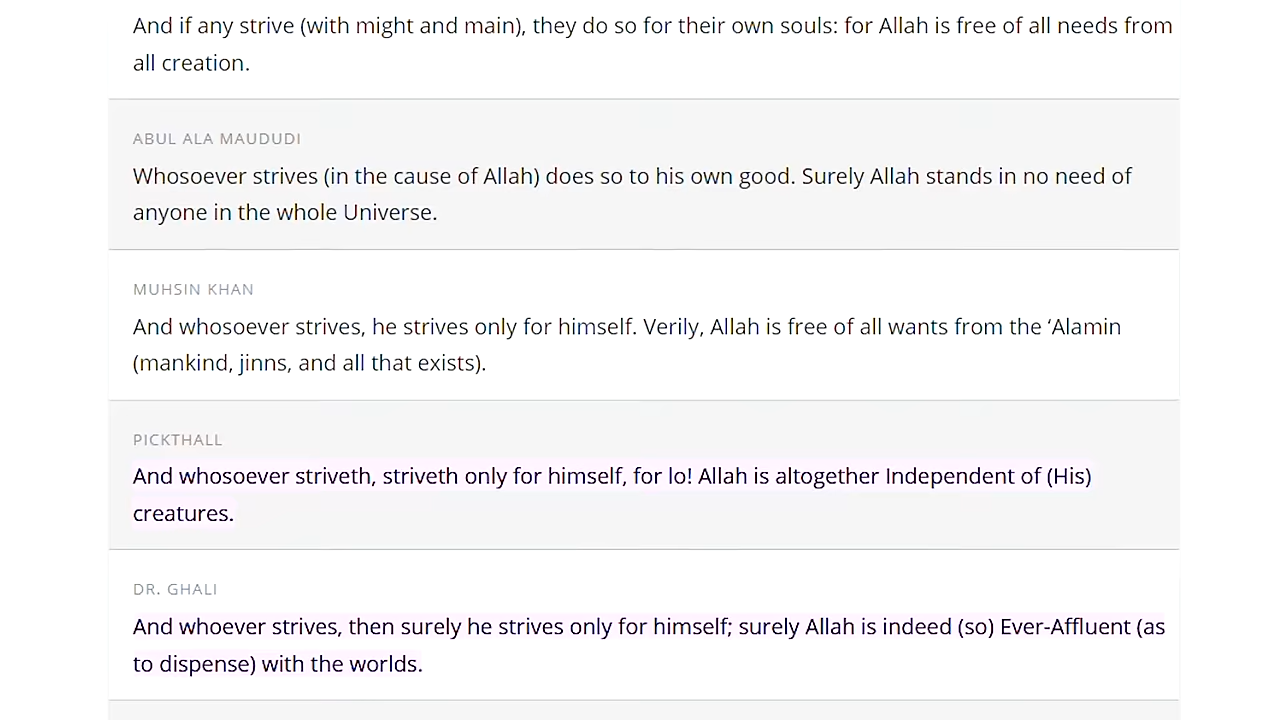 And if any strive (with might and main), they do so for their own souls: for Allah is free of all needs from
all creation.
ABUL ALA MAUDUDI
Whosoever strives (in the cause of Allah) does so to his own good. Surely Allah stands in no need of
anyone in the whole Universe.
MUHSIN KHAN
And whosoever strives, he strives only for himself. Verily, Allah is free of all wants from the ‘Alamin
(mankind, jinns, and all that exists).
PICKTHALL
And whosoever striveth, striveth only for himself, for lo! Allah is altogether Independent of (His)
creatures.
DR. GHALI
And whoever strives, then surely he strives only for himself; surely Allah is indeed (so) Ever-Affluent (as
to dispense) with the worlds.